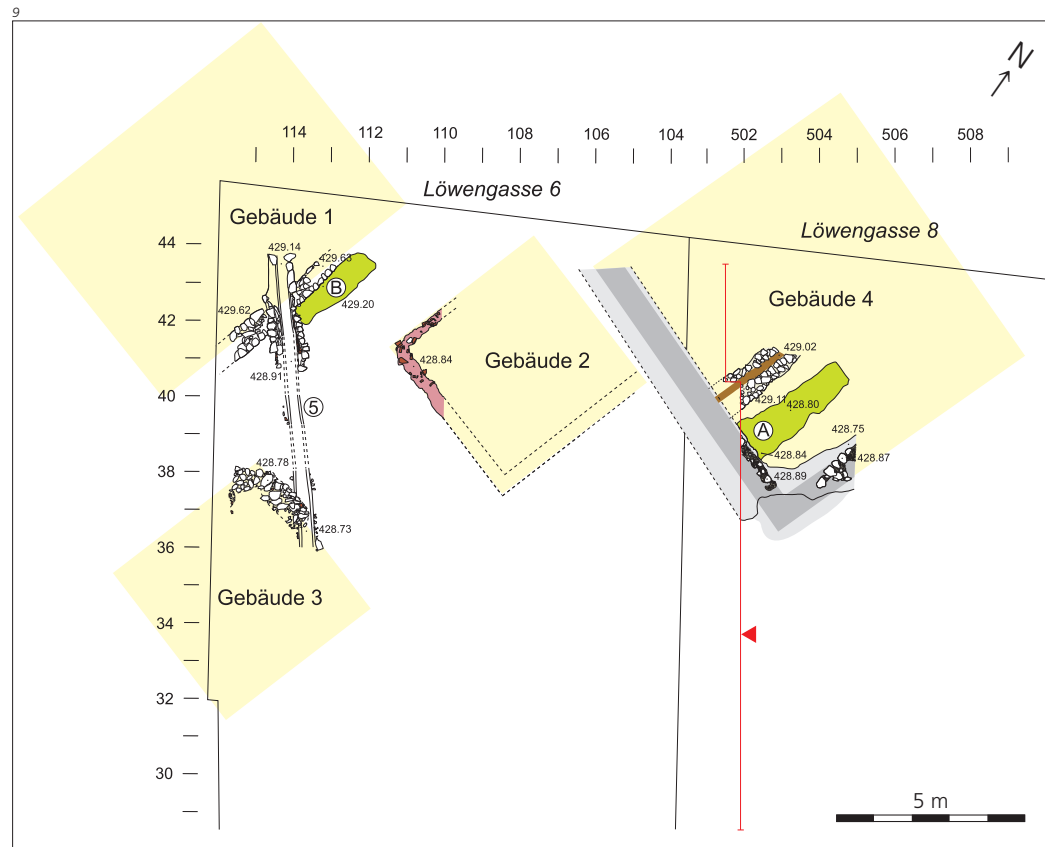 9
N
114 112 110 108 106 104 502 504 506 508
Löwengasse 6
Löwengasse 8
Gebäude 1
44
429.14
429.63
B
429.20
Gebäude 4
42
429.62
428.84
Gebäude 2
429.02
428.91
40
5
429.11
428.80
A
428.75
38
428.78
428.84
428.87
428.89
428.73
36
Gebäude 3
34
32
30
5 m